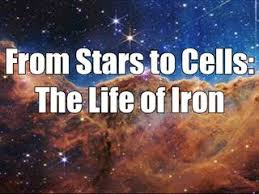 From Stars to Cells:
The Life of Iron